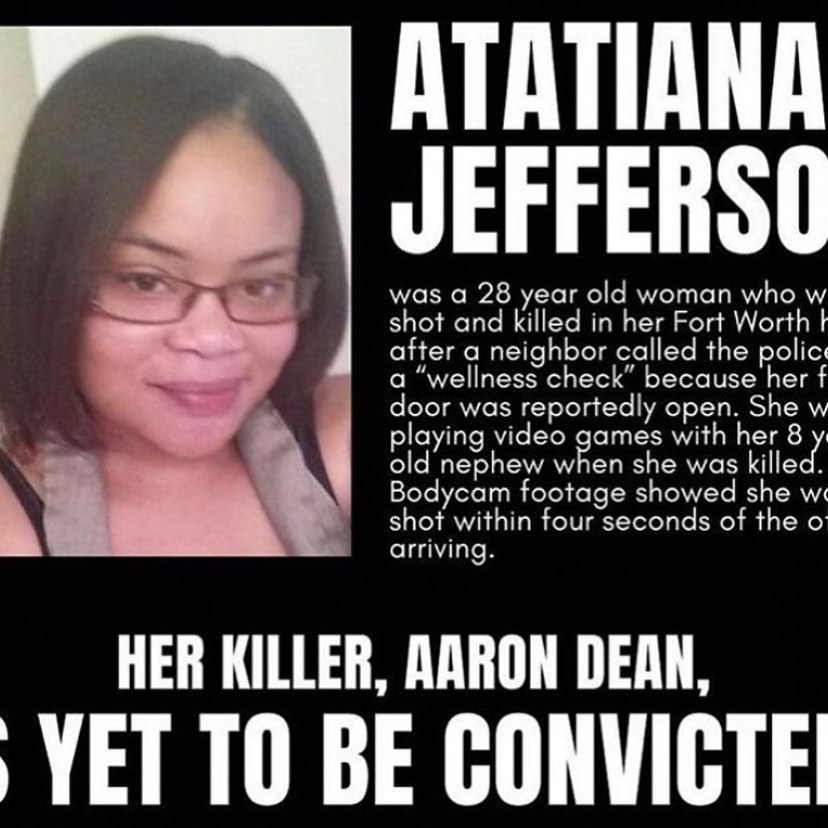 ATATIANA
JEFFERSO
was a 28 year old woman who w
shot and killed in her Fort Worth h
after a neighbor called the police
a “wellness check” because her f
door was reportedly open. She w
playing video games with her 8 y
old nephew when she was killed.
Bodycam footage showed she wa
shot within four seconds of the of
arriving.
HER KILLER, AARON DEAN,
S YET TO BE CONVICTE